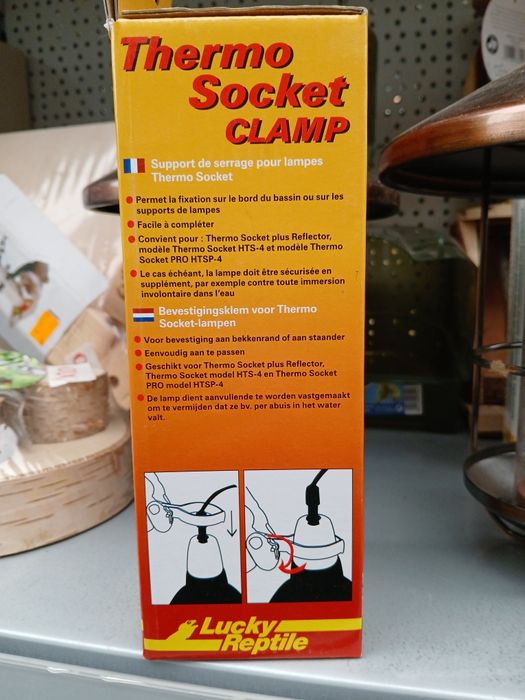 Thermo
Socket
CLAMP
Support de serrage pour lampes
Thermo Socket
Permet la fixation sur le bord du bassin ou sur les
supports de lampes
Facile à compléter
Convient pour : Thermo Socket plus Reflector,
modèle Thermo Socket HTS-4 et modèle Thermo
Socket PRO HTSP-4
Le cas échéant, la lampe doit être sécurisée en
supplément, par exemple contre toute immersion
involontaire dans l'eau
Bevestigingsklem voor Thermo
Socket-lampen
Voor bevestiging aan bekkenrand of aan staander
Eenvoudig aan te passen
Geschikt voor Thermo Socket plus Reflector,
Thermo Socket model HTS-4 en Thermo Socket
PRO model HTSP-4
De lamp dient aanvullende te worden vastgemaakt
om te vermijden dat ze bv. per abuis in het water
valt.
Lucky
Reptile